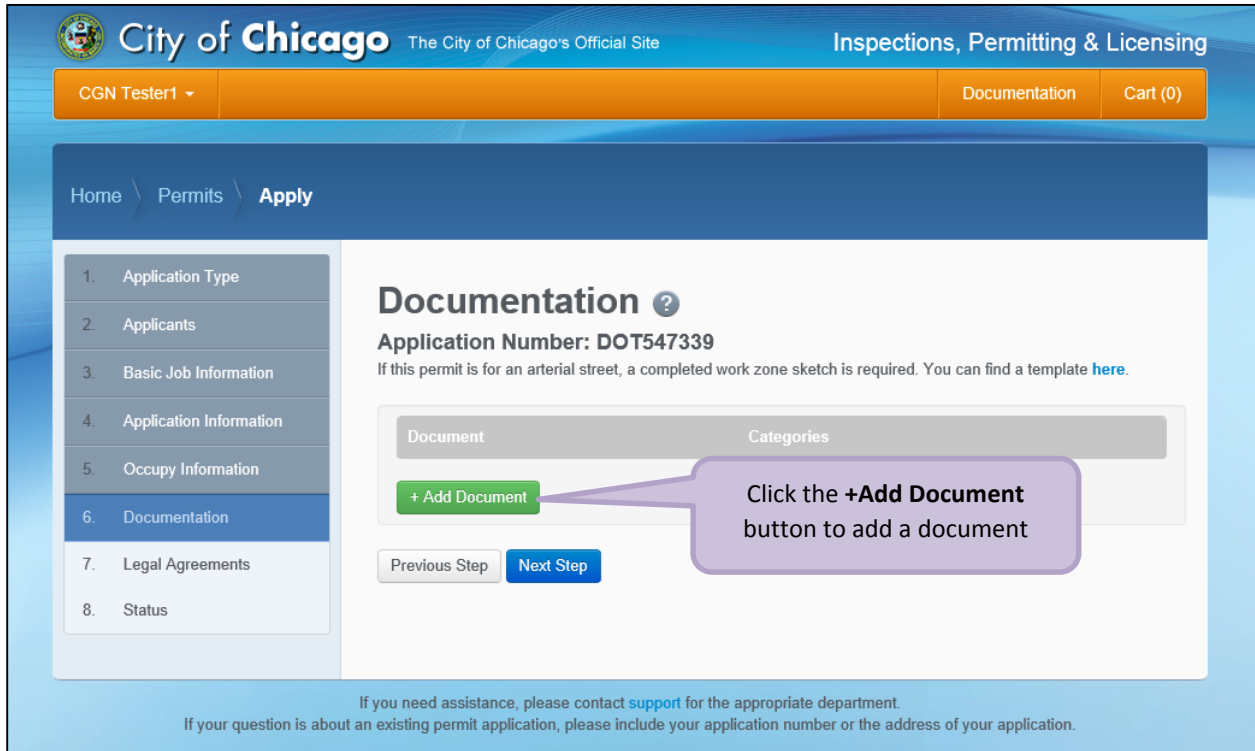 City of Chicago The City of Chicago's Official Site Inspections, Permitting & Licensing
CGN Tester1 Documentation Cart (0)
Home Permits Apply
1. Application Type
2. Applicants
3. Basic Job Information
4. Application Information
5. Occupy Information
6. Documentation
7. Legal Agreements
8. Status
Documentation ?
Application Number: DOT547339
If this permit is for an arterial street, a completed work zone sketch is required. You can find a template here.
Document Categories
+ Add Document
Click the +Add Document
button to add a document
Previous Step Next Step
If you need assistance, please contact support for the appropriate department.
If your question is about an existing permit application, please include your application number or the address of your application.